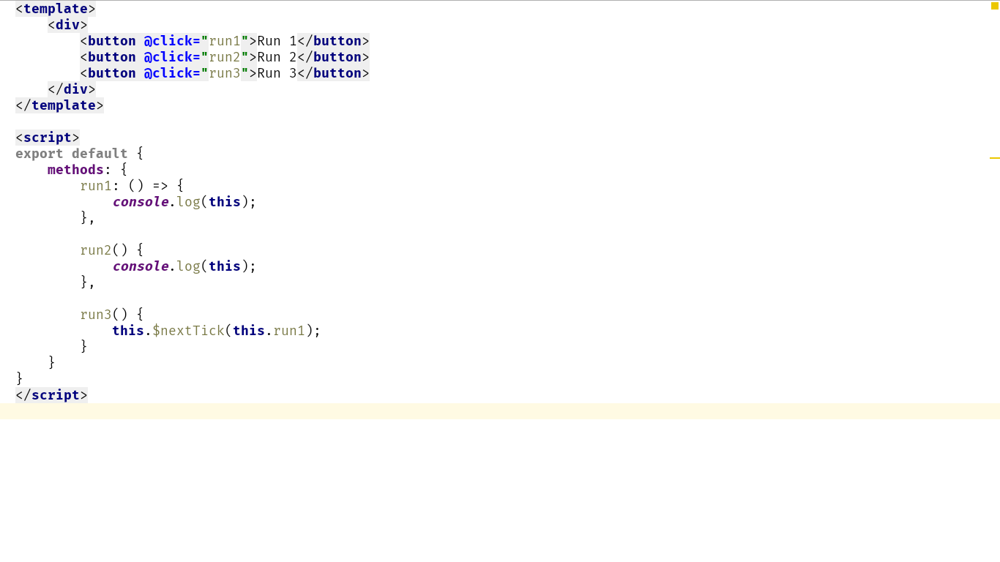 <template>
    <div>
        <button @click="run1">Run 1</button>
        <button @click="run2">Run 2</button>
        <button @click="run3">Run 3</button>
    </div>
</template>

<script>
export default {
    methods: {
        run1: () => {
            console.log(this);
        },

        run2() {
            console.log(this);
        },

        run3() {
            this.$nextTick(this.run1);
        }
    }
}
</script>